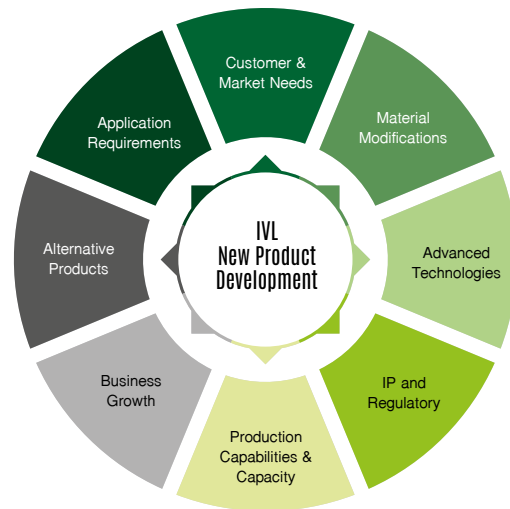 Customer &
Market Needs
Material
Modifications
Advanced
Technologies
IP and
Regulatory
Production
Capabilities &
Capacity
Business
Growth
Alternative
Products
Application
Requirements
IVL
New Product
Development